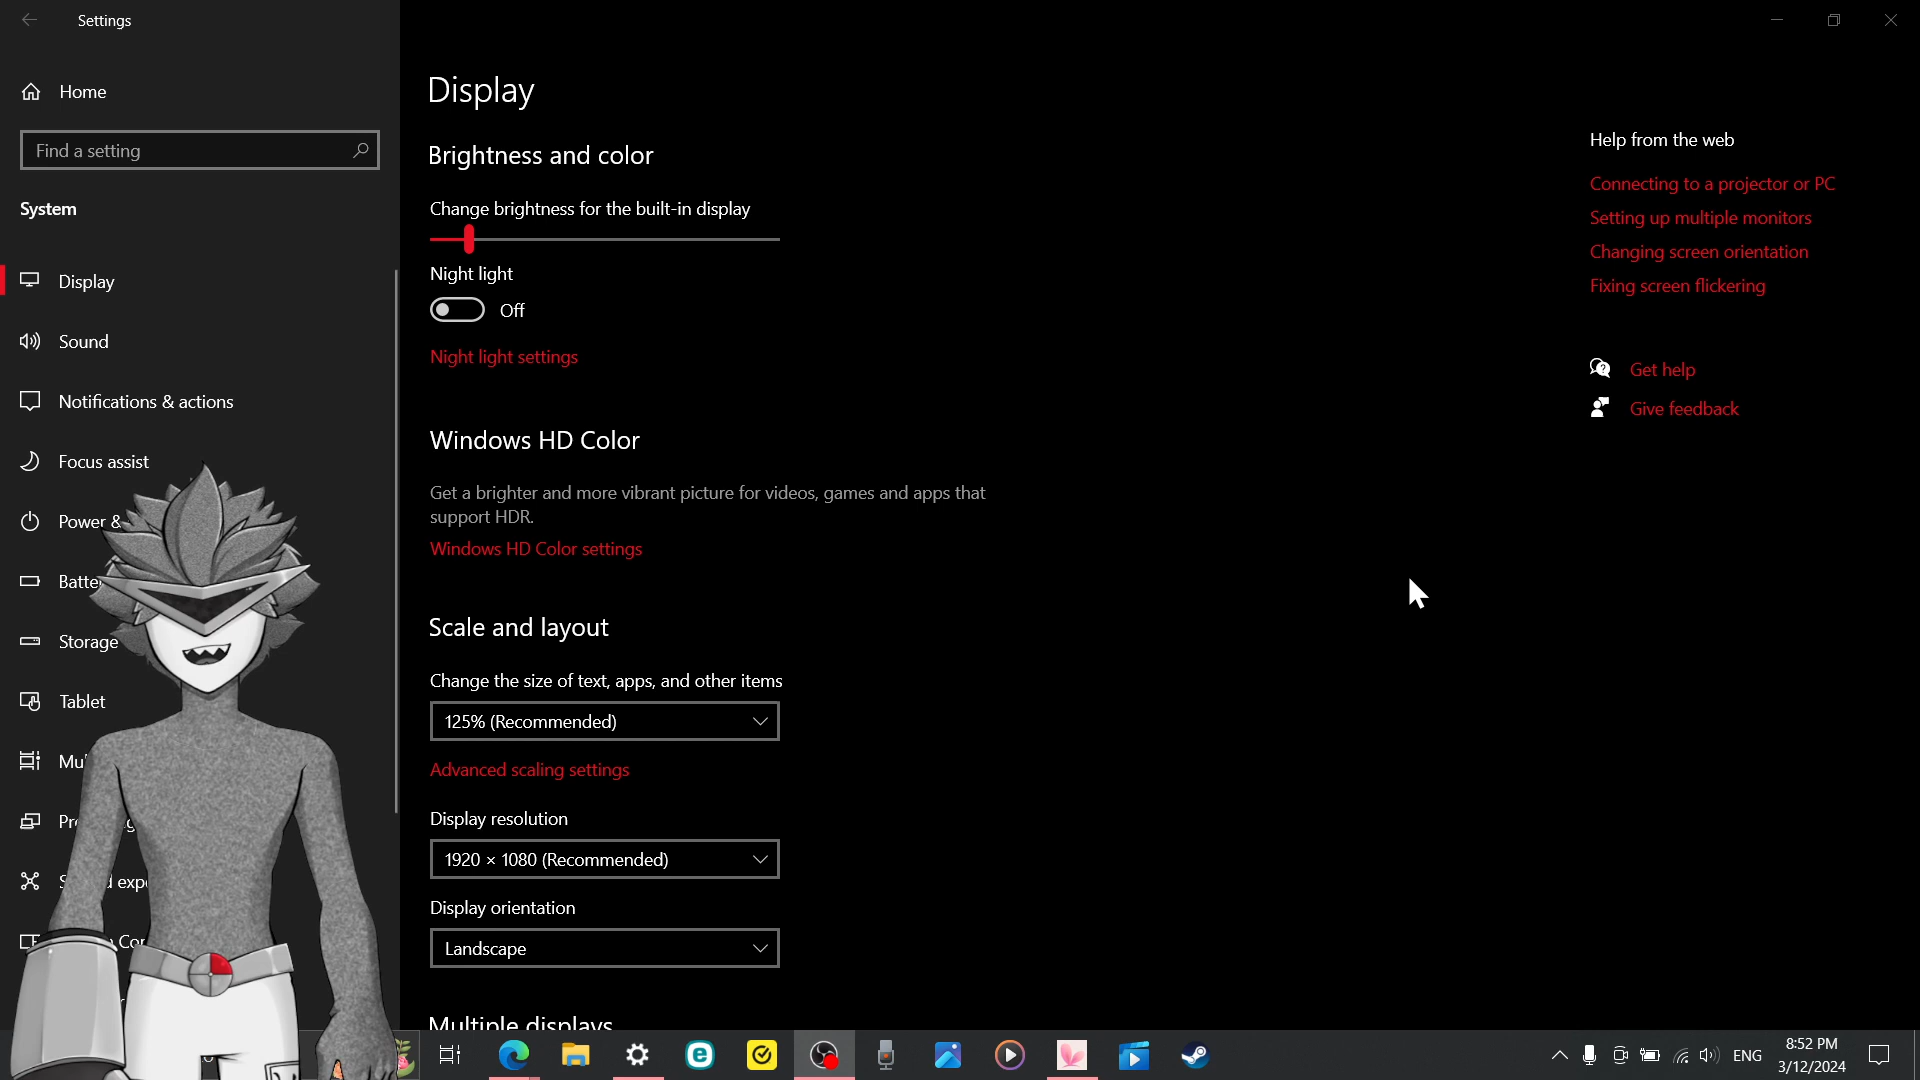 Settings
Home
Find a setting
System
Display
Sound
Notifications & actions
Focus assist
Power &
Storage
Tablet
Display
Brightness and color
Change brightness for the built-in display
Night light
Off
Night light settings
Windows HD Color
Get a brighter and more vibrant picture for videos, games and apps that
support HDR.
Windows HD Color settings
Scale and layout
Change the size of text, apps, and other items
125% (Recommended)
Advanced scaling settings
Display resolution
1920 × 1080 (Recommended)
Display orientation
Landscape
Multiple displays
Help from the web
Connecting to a projector or PC
Setting up multiple monitors
Changing screen orientation
Fixing screen flickering
Get help
Give feedback
ENG
8:52 PM
3/12/2024